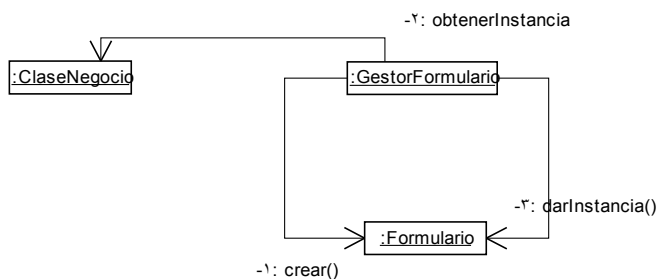 -٢: obtenerInstancia
:ClaseNegocio
:GestorFormulario
-٣: darInstancia()
:Formulario
-١: crear()